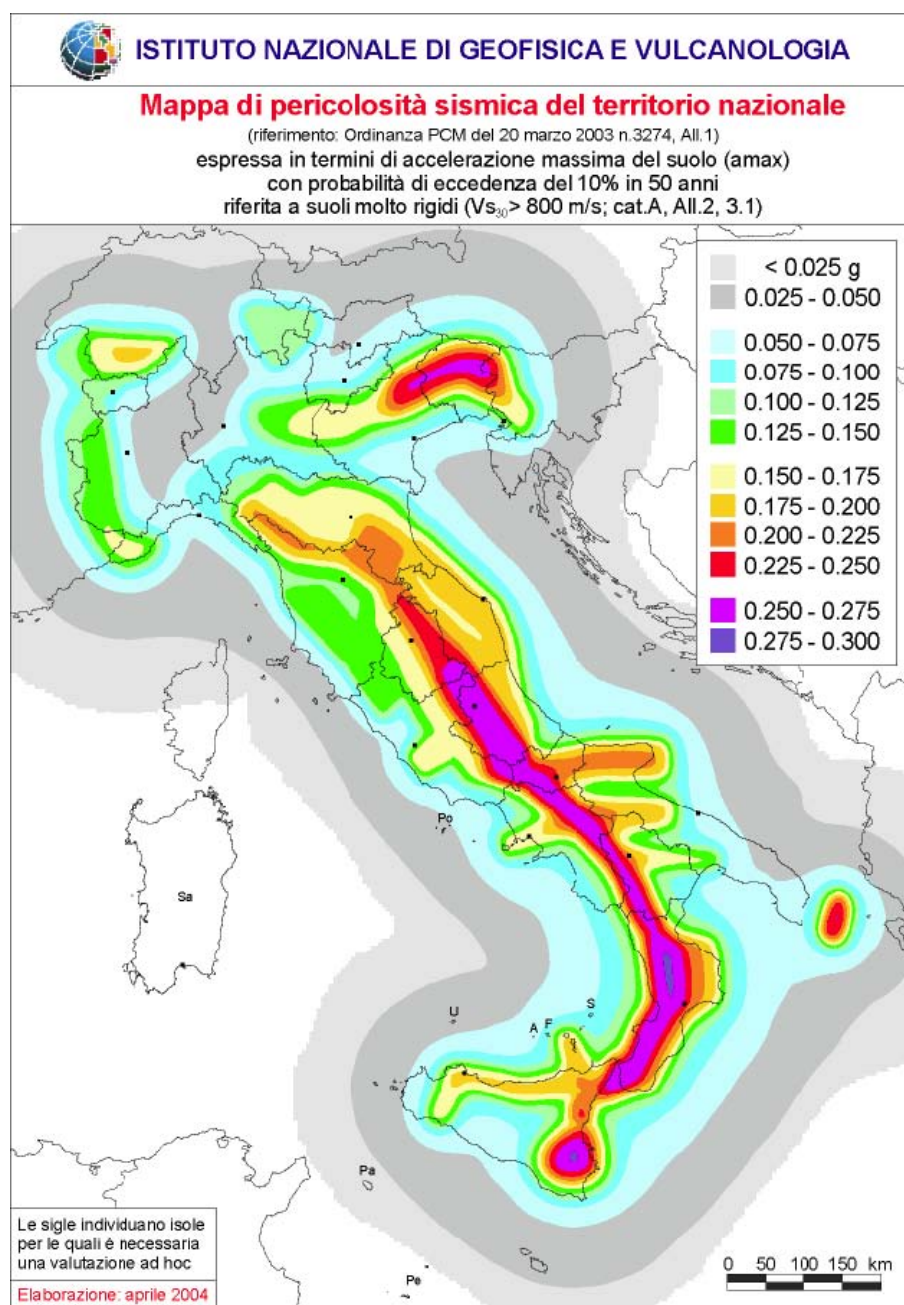 ISTITUTO NAZIONALE DI GEOFISICA E VULCANOLOGIA
Mappa di pericolosità sismica del territorio nazionale
(riferimento: Ordinanza PCM del 20 marzo 2003 n.3274, All.1)
espressa in termini di accelerazione massima del suolo (amax)
con probabilità di eccedenza del 10% in 50 anni
riferita a suoli molto rigidi (Vs₃₀> 800 m/s; cat.A, All.2, 3.1)
< 0.025 g
0.025 - 0.050
0.050 - 0.075
0.075 - 0.100
0.100 - 0.125
0.125 - 0.150
0.150 - 0.175
0.175 - 0.200
0.200 - 0.225
0.225 - 0.250
0.250 - 0.275
0.275 - 0.300
Po
Sa
U
A
F
S
Pa
Pe
Le sigle individuano isole
per le quali è necessaria
una valutazione ad hoc
Elaborazione: aprile 2004
0 50 100 150 km